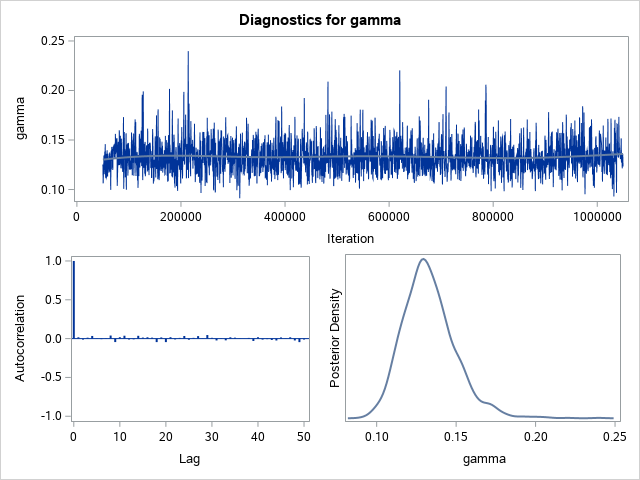 Diagnostics for gamma
gamma
0.25
0.20
0.15
0.10
0 200000 400000 600000 800000 1000000
Iteration
Autocorrelation
1.0
0.5
0.0
-0.5
-1.0
0 10 20 30 40 50
Lag
Posterior Density
0.10 0.15 0.20 0.25
gamma